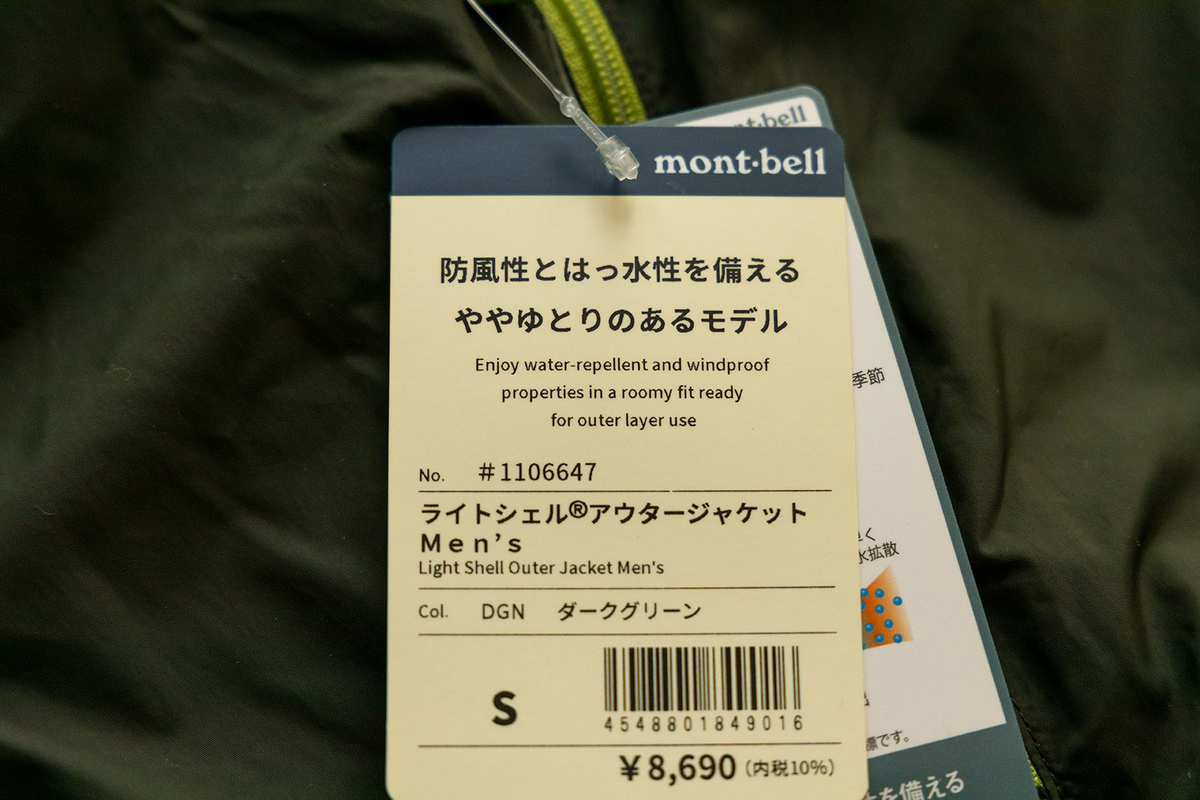 mont·bell
防風性とはっ水性を備える
ややゆとりのあるモデル
Enjoy water-repellent and windproof
properties in a roomy fit ready
for outer layer use
No. #1106647
ライトシェル®アウタージャケット
Men's
Light Shell Outer Jacket Men's
Col. DGN ダークグリーン
S
4548801849016
¥8,690 (内税10%)
季節
く
水拡散
です。
を備える